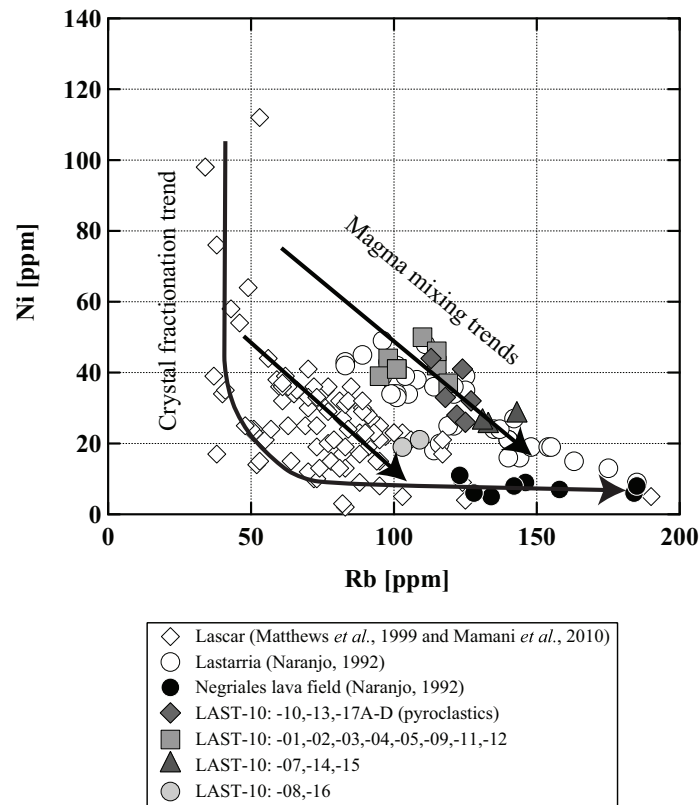 140
120
100
80
60
40
20
0
Ni [ppm]
Crystal fractionation trend
Magma mixing trends
0 50 100 150 200
Rb [ppm]
Lascar (Matthews et al., 1999 and Mamani et al., 2010)
Lastarria (Naranjo, 1992)
Negriales lava field (Naranjo, 1992)
LAST-10: -10,-13,-17A-D (pyroclastics)
LAST-10: -01,-02,-03,-04,-05,-09,-11,-12
LAST-10: -07,-14,-15
LAST-10: -08,-16